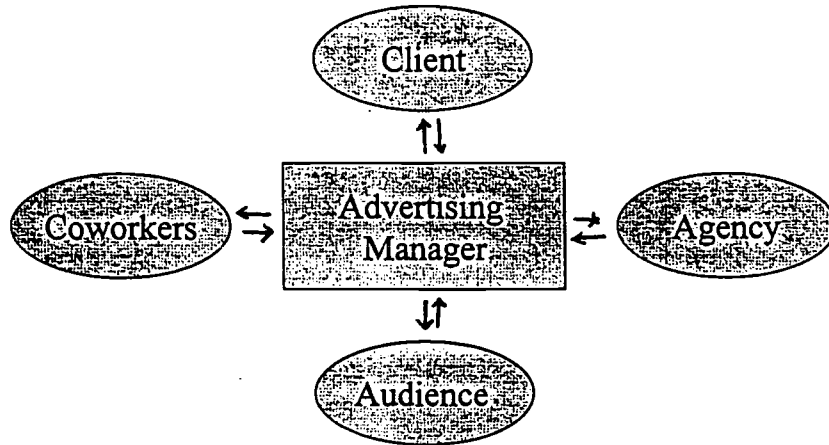 Client
Coworkers
Advertising
Manager
Agency
Audience